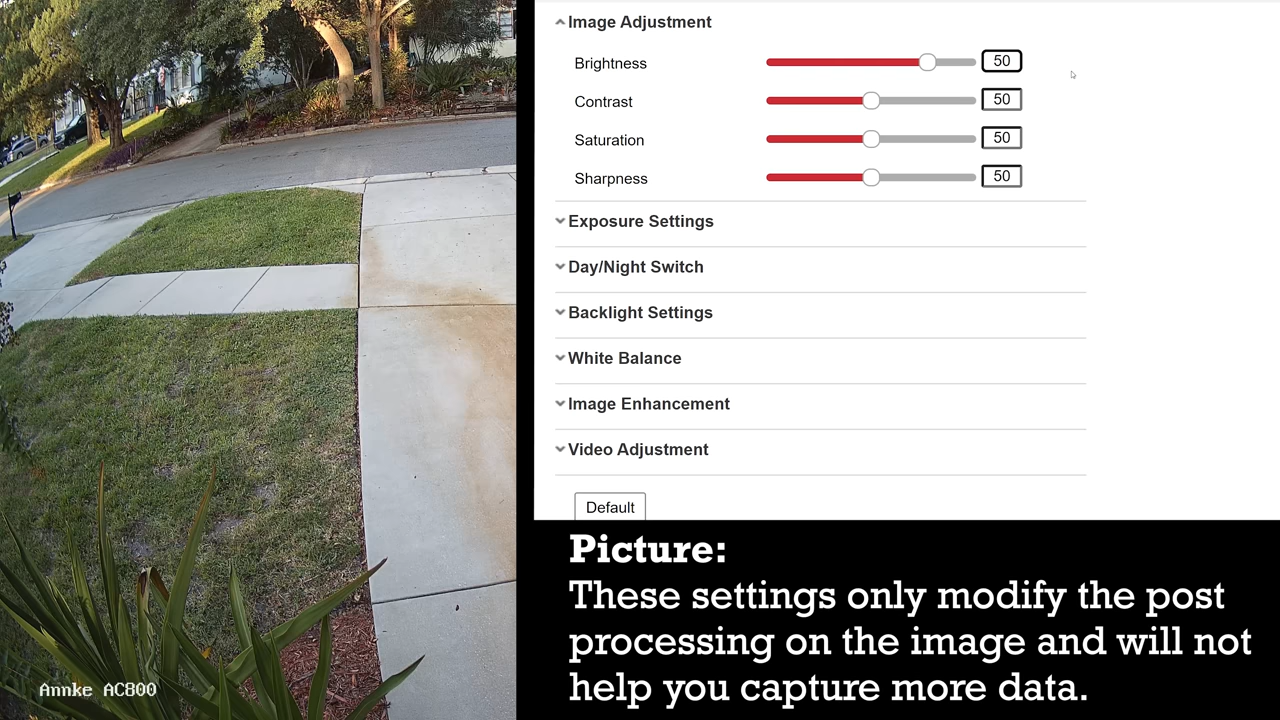 Image Adjustment
Brightness 50
Contrast 50
Saturation 50
Sharpness 50
Exposure Settings
Day/Night Switch
Backlight Settings
White Balance
Image Enhancement
Video Adjustment
Default
Picture:
These settings only modify the post
processing on the image and will not
help you capture more data.
Annke AC800